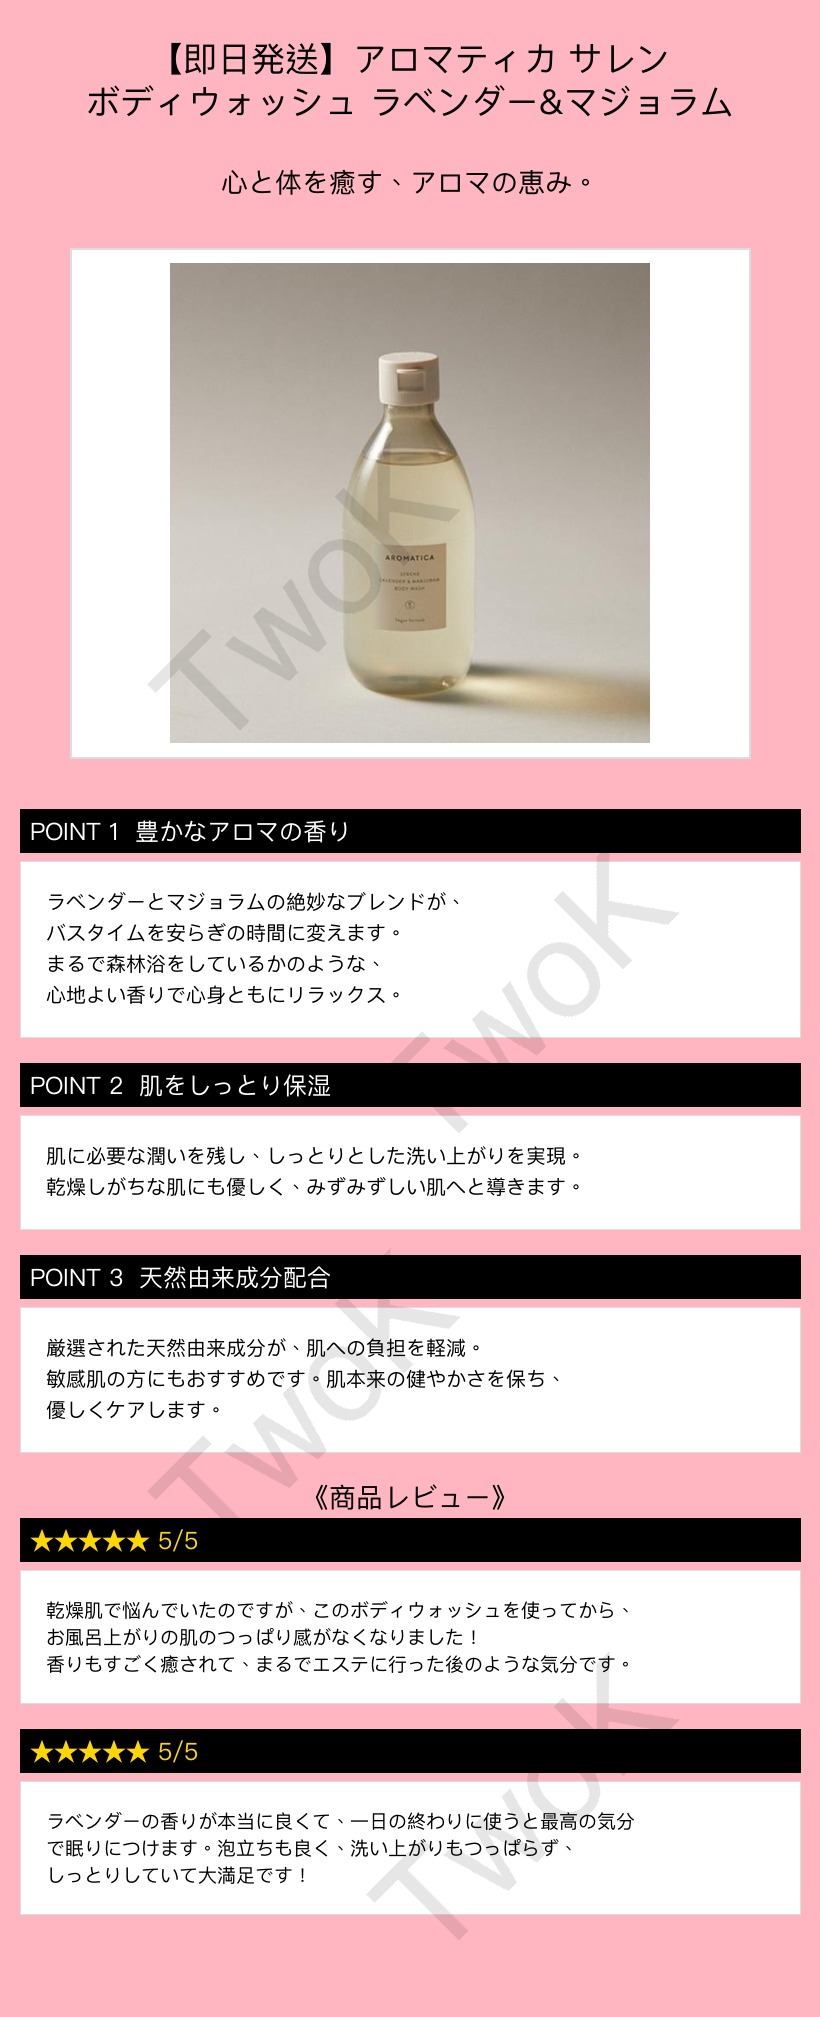 【即日発送】アロマティカ サレン
ボディウォッシュ ラベンダー&マジョラム
心と体を癒す、アロマの恵み。
AROMATICA
SERENE
LAVENDER & MARJORAM
BODY WASH
Vegan formula
TwoK
POINT 1 豊かなアロマの香り
ラベンダーとマジョラムの絶妙なブレンドが、
バスタイムを安らぎの時間に変えます。
まるで森林浴をしているかのような、
心地よい香りで心身ともにリラックス。
TwoK
POINT 2 肌をしっとり保湿
肌に必要な潤いを残し、しっとりとした洗い上がりを実現。
乾燥しがちな肌にも優しく、みずみずしい肌へと導きます。
POINT 3 天然由来成分配合
厳選された天然由来成分が、肌への負担を軽減。
敏感肌の方にもおすすめです。肌本来の健やかさを保ち、
優しくケアします。
TwoK
《商品レビュー》
★★★★★ 5/5
乾燥肌で悩んでいたのですが、このボディウォッシュを使ってから、
お風呂上がりの肌のつっぱり感がなくなりました！
香りもすごく癒されて、まるでエステに行った後のような気分です。
★★★★★ 5/5
ラベンダーの香りが本当に良くて、一日の終わりに使うと最高の気分
で眠りにつけます。泡立ちも良く、洗い上がりもつっぱらず、
しっとりしていて大満足です！
TwoK